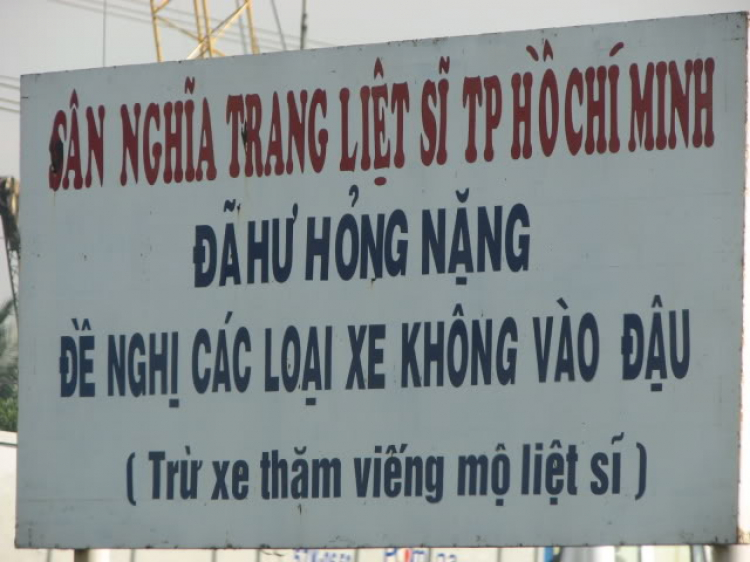 SÂN NGHĨA TRANG LIỆT SĨ TP HỒ CHÍ MINH
ĐÃ HƯ HỎNG NẶNG
ĐỀ NGHỊ CÁC LOẠI XE KHÔNG VÀO ĐẬU
( Trừ xe thăm viếng mộ liệt sĩ )